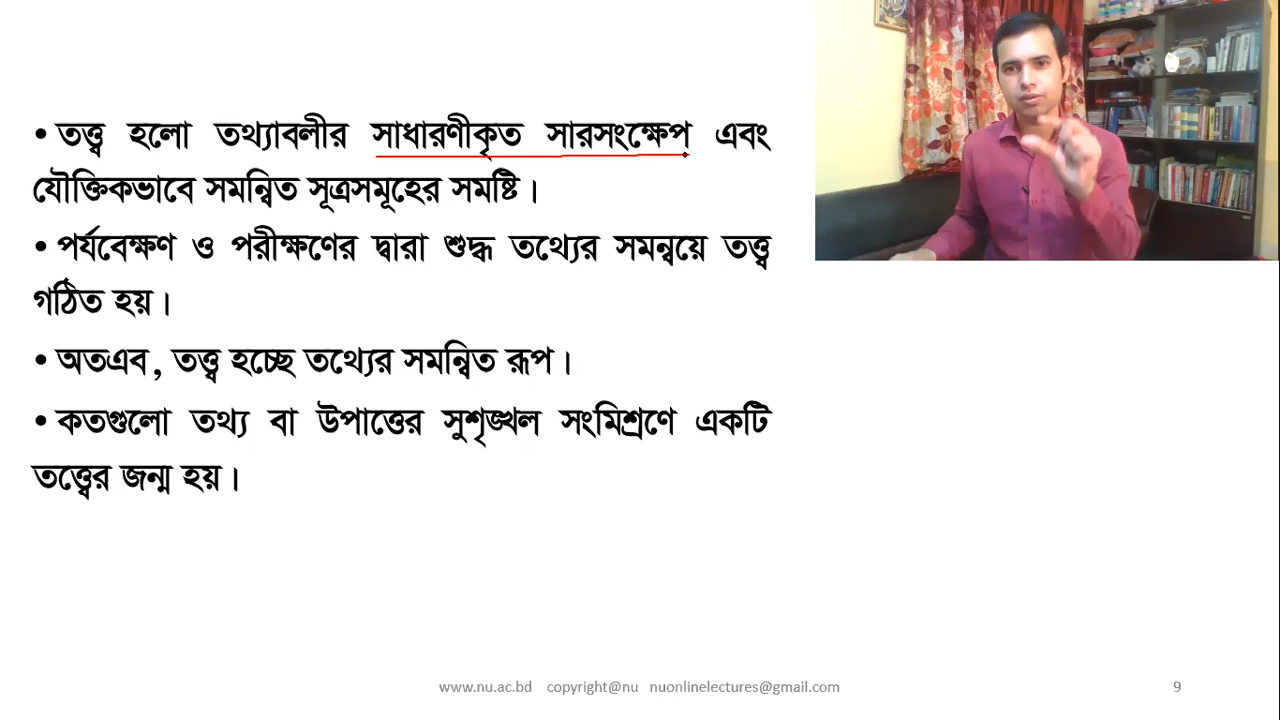 • তত্ত্ব হলো তথ্যাবলীর সাধারণীকৃত সারসংক্ষেপ এবং
যৌক্তিকভাবে সমন্বিত সূত্রসমূহের সমষ্টি।
• পর্যবেক্ষণ ও পরীক্ষণের দ্বারা শুদ্ধ তথ্যের সমন্বয়ে তত্ত্ব
গঠিত হয়।
• অতএব, তত্ত্ব হচ্ছে তথ্যের সমন্বিত রূপ।
• কতগুলো তথ্য বা উপাত্তের সুশৃঙ্খল সংমিশ্রণে একটি
তত্ত্বের জন্ম হয়।
www.nu.ac.bd copyright@nu nuonlinelectures@gmail.com 9